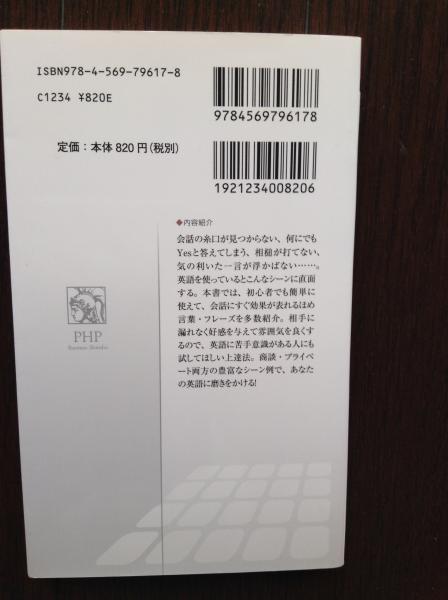 ISBN978-4-569-79617-8
C1234 ¥820E
定価：本体820円（税別）
9784569796178
1921234008206
◆内容紹介
会話の糸口が見つからない、何にでも
Yesと答えてしまう、相槌が打てない、
気の利いた一言が浮かばない……。
英語を使っているとこんなシーンに直面
する。本書では、初心者でも簡単に
使えて、会話にすぐ効果が表れるほめ
言葉・フレーズを多数紹介。相手に
漏れなく好感を与えて雰囲気を良くす
るので、英語に苦手意識がある人にも
試してほしい上達法。商談・プライベ
ート両方の豊富なシーン例で、あなた
の英語に磨きをかける!
PHP
Business Shinsho